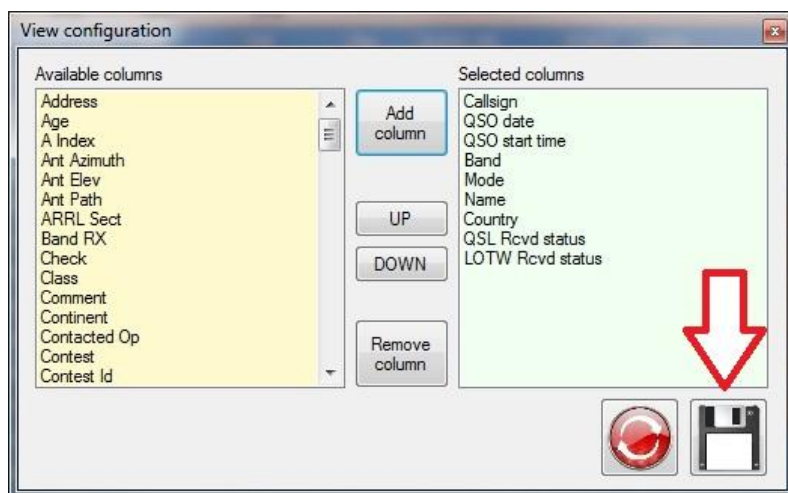 View configuration
Available columns
Address
Age
A Index
Ant Azimuth
Ant Elev
Ant Path
ARRL Sect
Band RX
Check
Class
Comment
Continent
Contacted Op
Contest
Contest Id
Add
column
UP
DOWN
Remove
column
Selected columns
Callsign
QSO date
QSO start time
Band
Mode
Name
Country
QSL Rcvd status
LOTW Rcvd status